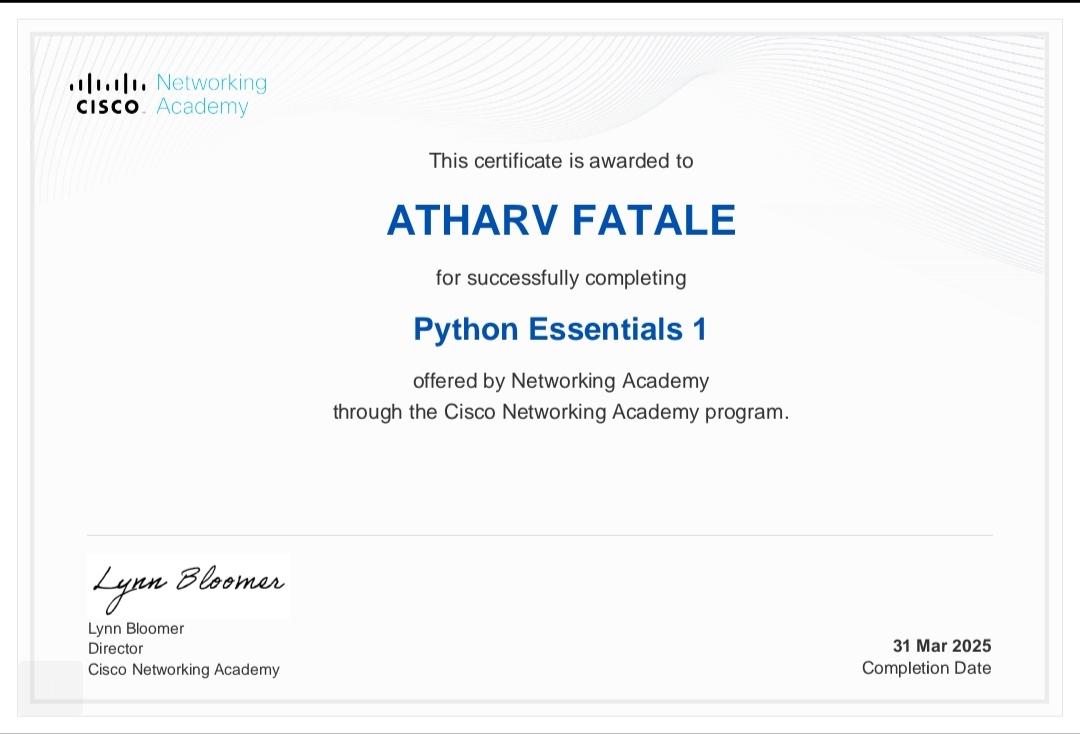 Networking
CISCO Academy
This certificate is awarded to
ATHARV FATALE
for successfully completing
Python Essentials 1
offered by Networking Academy
through the Cisco Networking Academy program.
Lynn Bloomer
Lynn Bloomer
Director
Cisco Networking Academy
31 Mar 2025
Completion Date